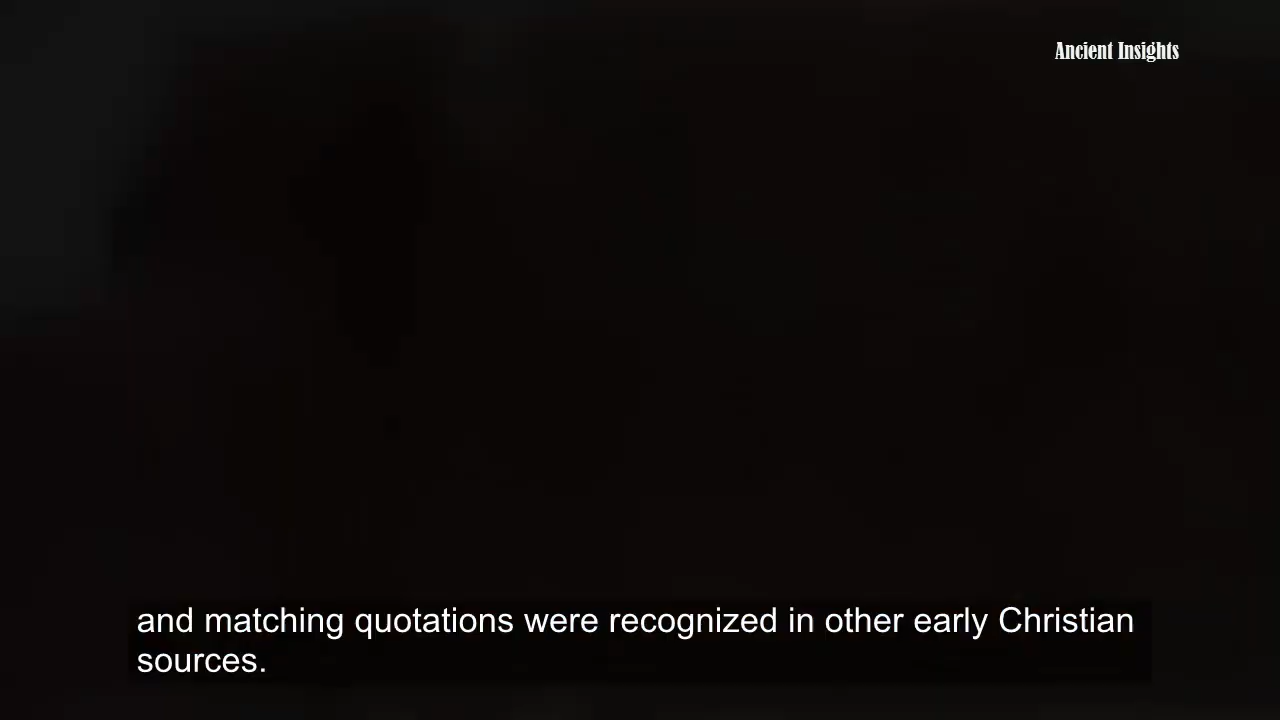 Ancient Insights
and matching quotations were recognized in other early Christian
sources.